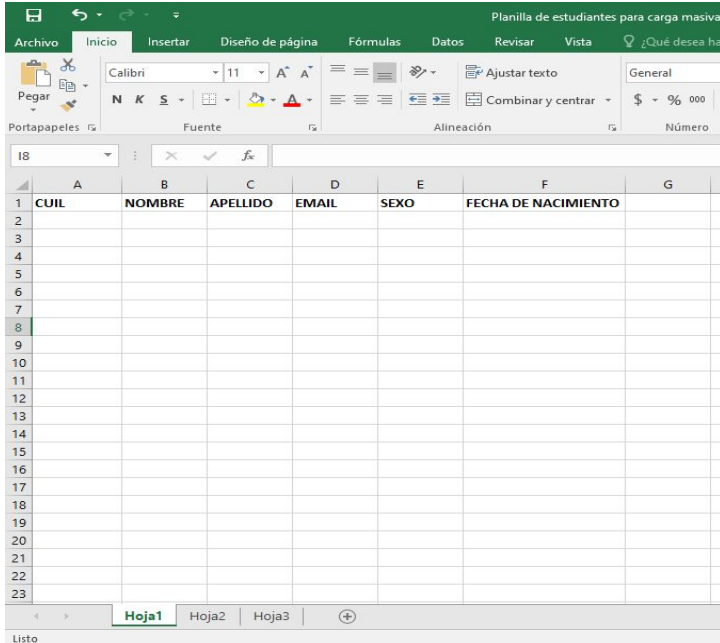 Planilla de estudiantes para carga masiva
Archivo Inicio Insertar Diseño de página Fórmulas Datos Revisar Vista ¿Qué desea ha
Calibri 11 A A Ajustar texto General
Pegar N K S A Combinar y centrar $ % 000
Portapapeles Fuente Alineación Número
I8 fx
A B C D E F G
1 CUIL NOMBRE APELLIDO EMAIL SEXO FECHA DE NACIMIENTO
2
3
4
5
6
7
8
9
10
11
12
13
14
15
16
17
18
19
20
21
22
23
Hoja1 Hoja2 Hoja3
Listo